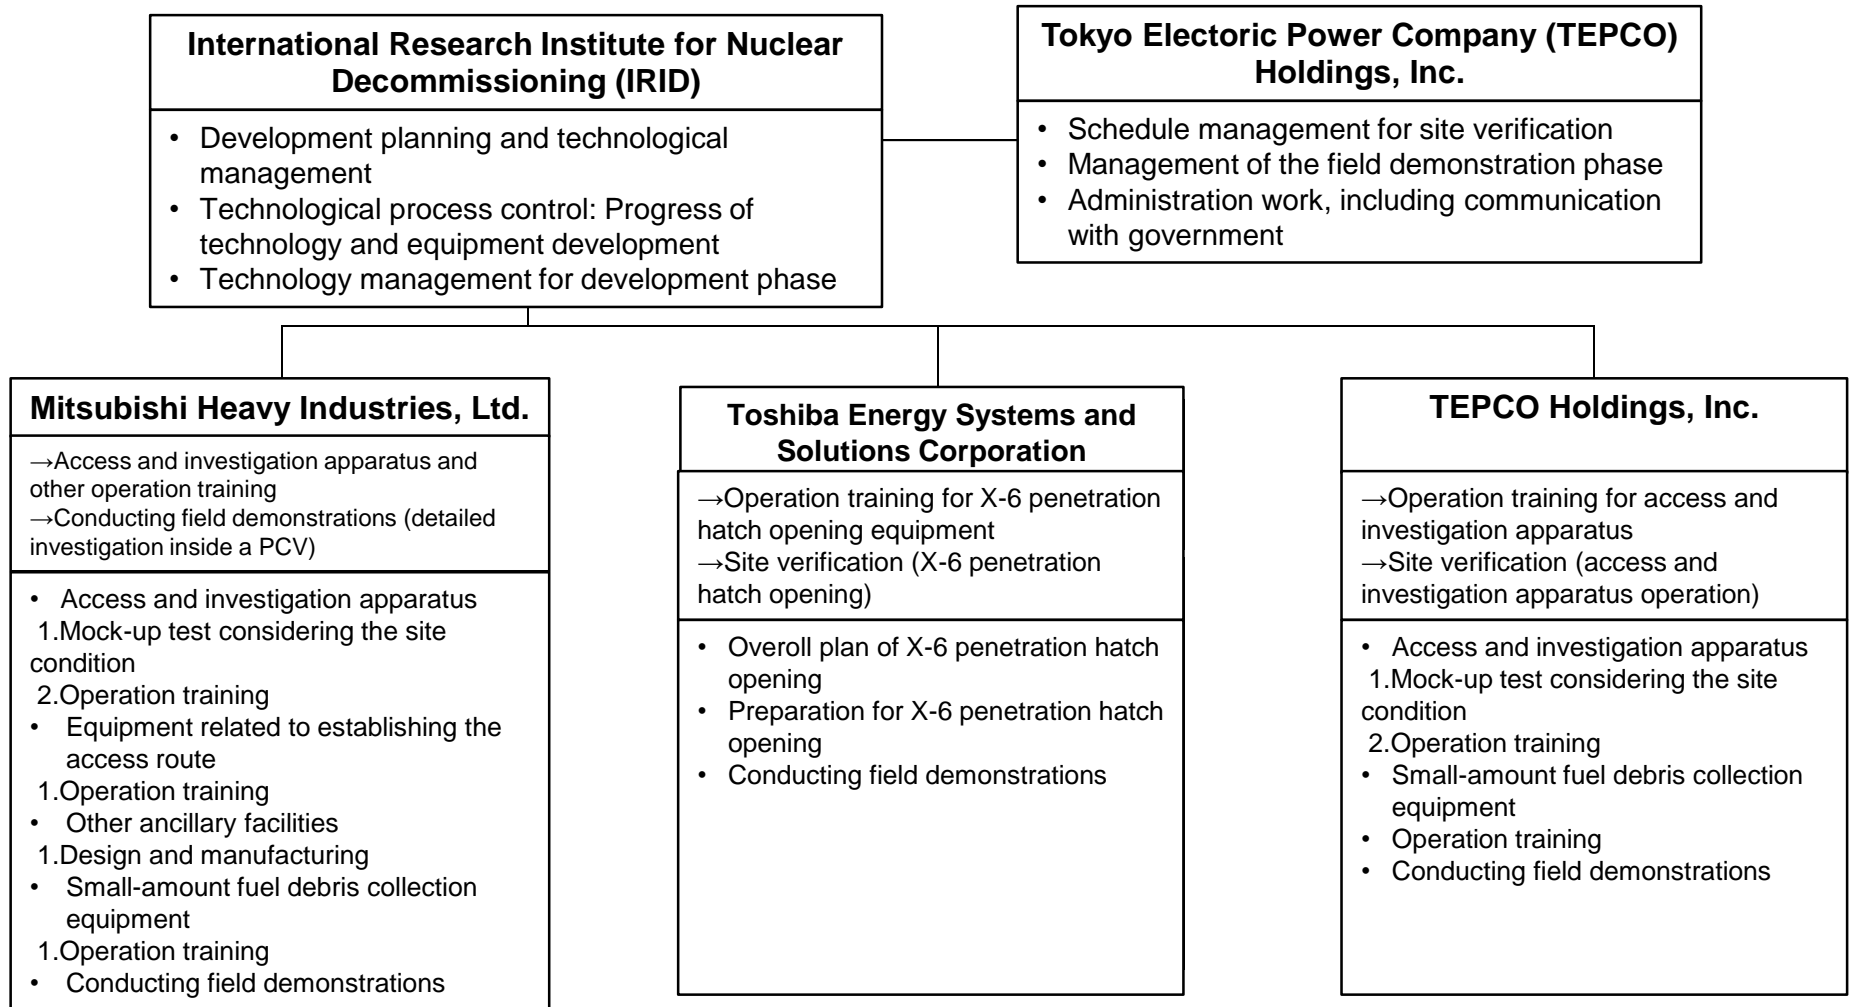 International Research Institute for Nuclear
Decommissioning (IRID)
• Development planning and technological
management
• Technological process control: Progress of
technology and equipment development
• Technology management for development phase
Tokyo Electoric Power Company (TEPCO)
Holdings, Inc.
• Schedule management for site verification
• Management of the field demonstration phase
• Administration work, including communication
with government
Mitsubishi Heavy Industries, Ltd.
→Access and investigation apparatus and
other operation training
→Conducting field demonstrations (detailed
investigation inside a PCV)
• Access and investigation apparatus
1.Mock-up test considering the site
condition
2.Operation training
• Equipment related to establishing the
access route
1.Operation training
• Other ancillary facilities
1.Design and manufacturing
• Small-amount fuel debris collection
equipment
1.Operation training
• Conducting field demonstrations
Toshiba Energy Systems and
Solutions Corporation
→Operation training for X-6 penetration
hatch opening equipment
→Site verification (X-6 penetration
hatch opening)
• Overoll plan of X-6 penetration hatch
opening
• Preparation for X-6 penetration hatch
opening
• Conducting field demonstrations
TEPCO Holdings, Inc.
→Operation training for access and
investigation apparatus
→Site verification (access and
investigation apparatus operation)
• Access and investigation apparatus
1.Mock-up test considering the site
condition
2.Operation training
• Small-amount fuel debris collection
equipment
• Operation training
• Conducting field demonstrations